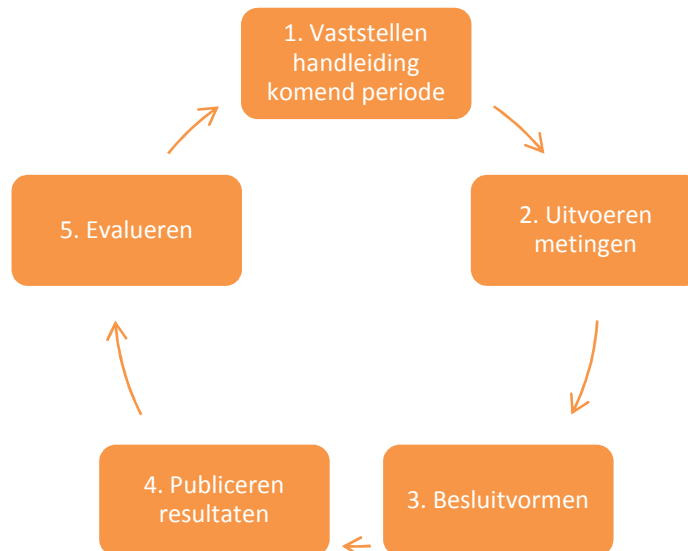 1. Vaststellen
handleiding
komend periode
2. Uitvoeren
metingen
3. Besluitvormen
4. Publiceren
resultaten
5. Evalueren